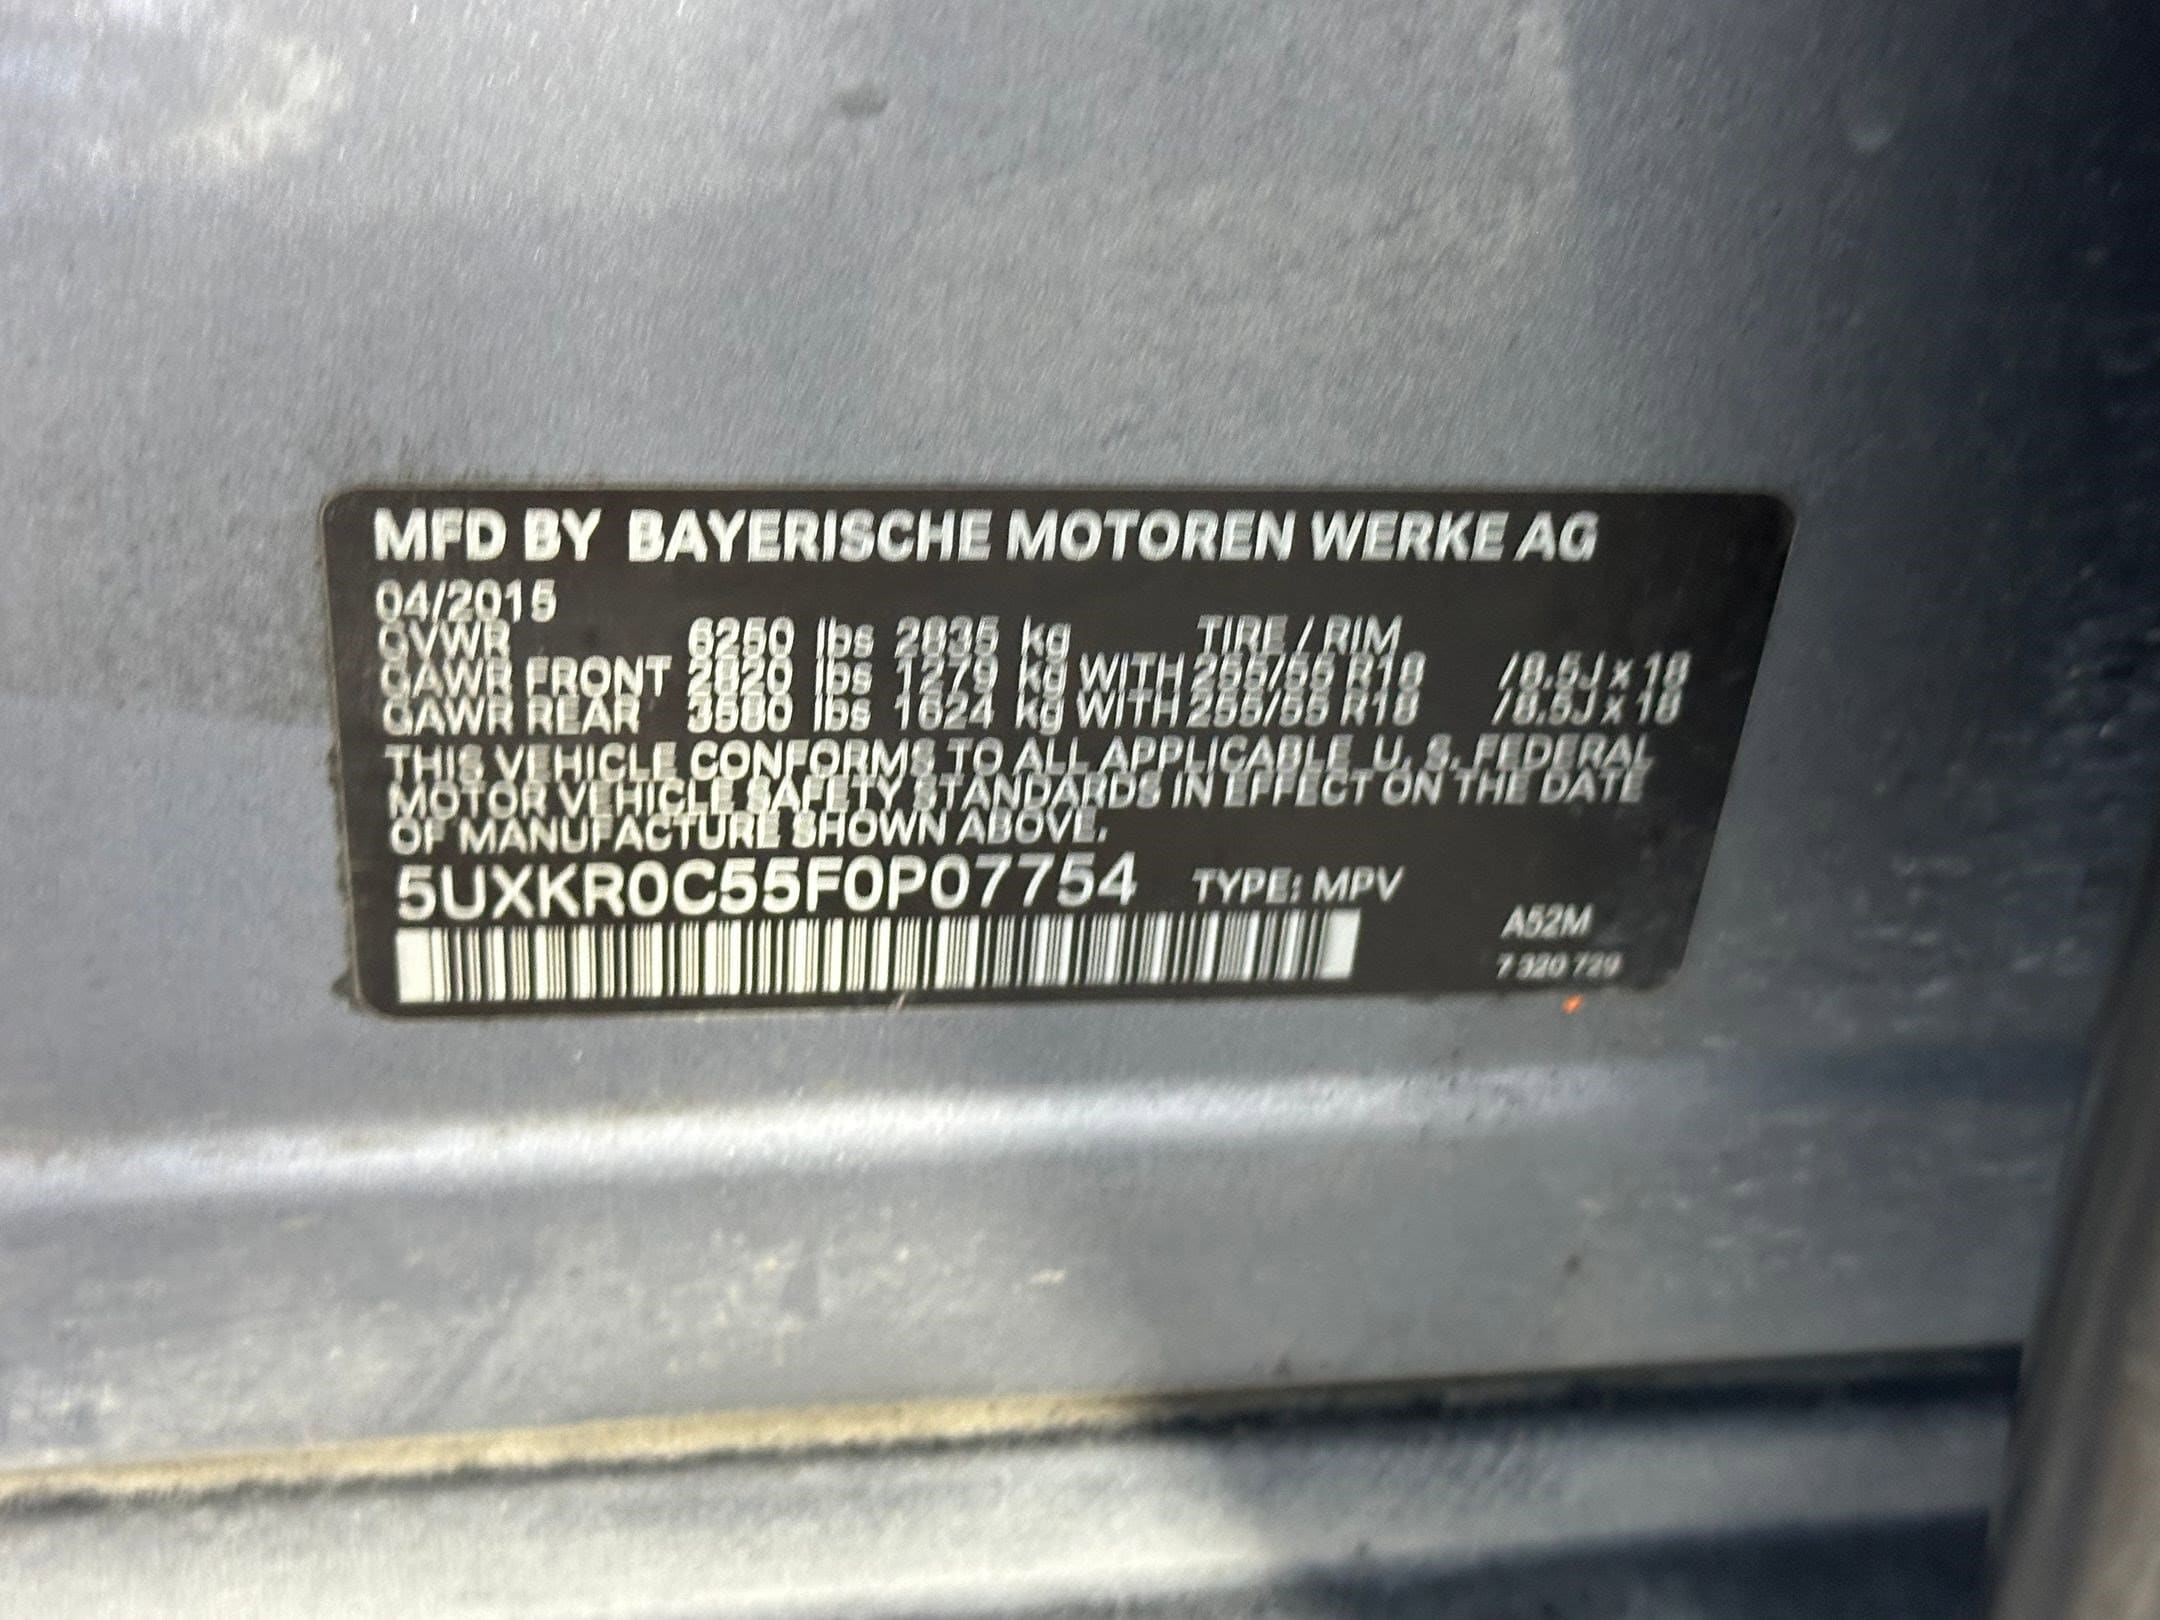 MFD BY BAYERISCHE MOTOREN WERKE AG
04/2015
GVWR 6250 lbs 2835 kg TIRE / RIM
GAWR FRONT 2820 lbs 1279 kg WITH 255/55 R18 /8.5J x 18
GAWR REAR 3580 lbs 1624 kg WITH 255/55 R18 /8.5J x 18
THIS VEHICLE CONFORMS TO ALL APPLICABLE U. S. FEDERAL
MOTOR VEHICLE SAFETY STANDARDS IN EFFECT ON THE DATE
OF MANUFACTURE SHOWN ABOVE.
5UXKR0C55F0P07754 TYPE: MPV
A52M
7 320 729